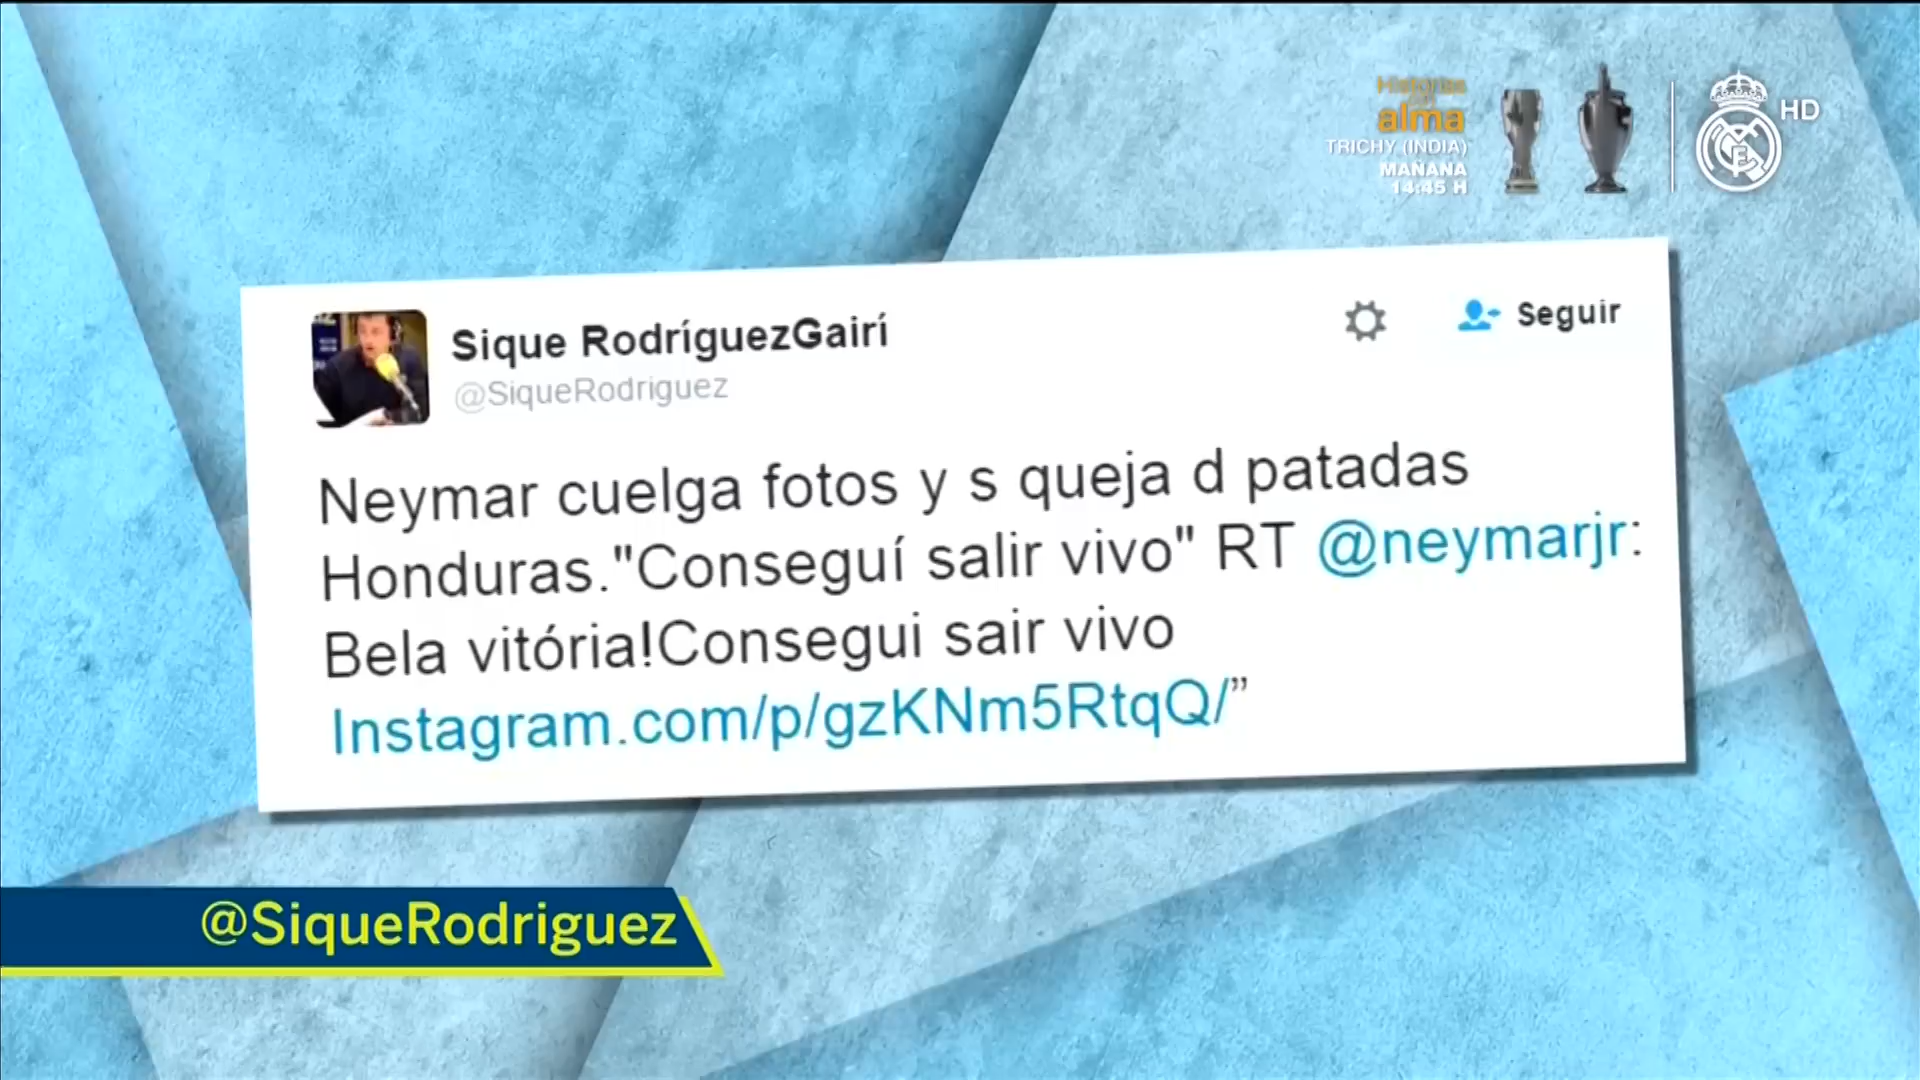 Historias
con
alma
TRICHY (INDIA)
MAÑANA
14:45 H
HD
Sique RodríguezGairí
@SiqueRodriguez
Seguir
Neymar cuelga fotos y s queja d patadas
Honduras."Conseguí salir vivo" RT @neymarjr:
Bela vitória!Consegui sair vivo
Instagram.com/p/gzKNm5RtqQ/”
@SiqueRodriguez